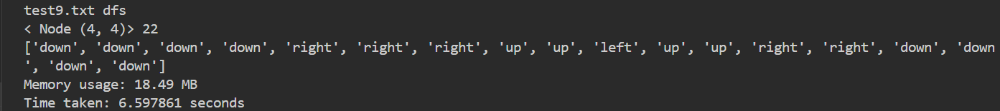 test9.txt dfs
< Node (4, 4)> 22
['down', 'down', 'down', 'down', 'right', 'right', 'right', 'up', 'up', 'left', 'up', 'up', 'right', 'right', 'down', 'down
', 'down', 'down']
Memory usage: 18.49 MB
Time taken: 6.597861 seconds